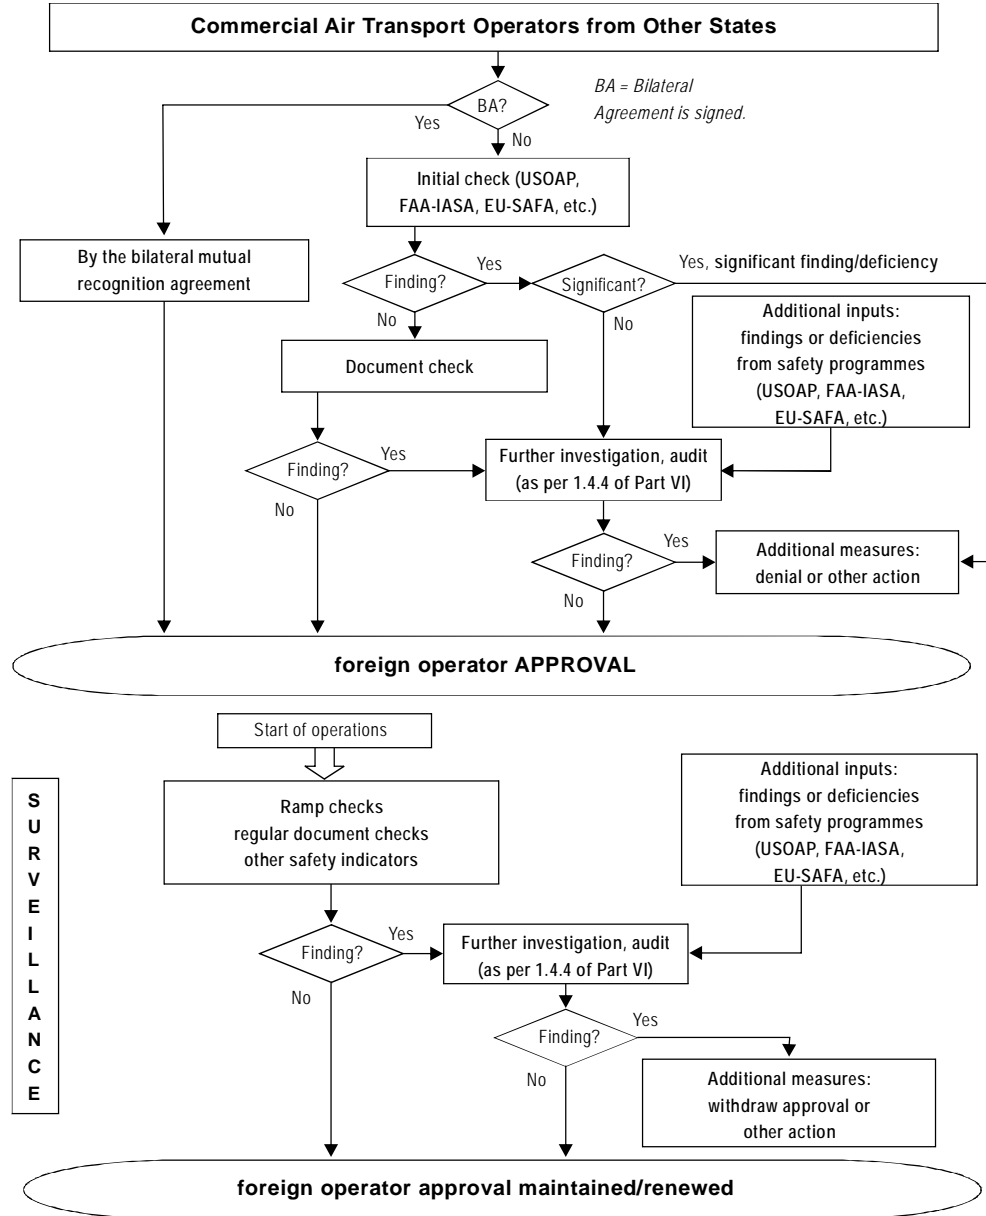 Commercial Air Transport Operators from Other States
BA = Bilateral
Agreement is signed.
BA?
Yes
No
Initial check (USOAP,
FAA-IASA, EU-SAFA, etc.)
By the bilateral mutual
recognition agreement
Finding?
Yes
Significant?
Yes, significant finding/deficiency
No
No
Additional inputs:
findings or deficiencies
from safety programmes
(USOAP, FAA-IASA,
EU-SAFA, etc.)
Document check
Finding?
Yes
Further investigation, audit
(as per 1.4.4 of Part VI)
No
Finding?
Yes
Additional measures:
denial or other action
No
foreign operator APPROVAL
Start of operations
SURVEILLANCE
Ramp checks
regular document checks
other safety indicators
Additional inputs:
findings or deficiencies
from safety programmes
(USOAP, FAA-IASA,
EU-SAFA, etc.)
Finding?
Yes
Further investigation, audit
(as per 1.4.4 of Part VI)
No
Finding?
Yes
No
Additional measures:
withdraw approval or
other action
foreign operator approval maintained/renewed